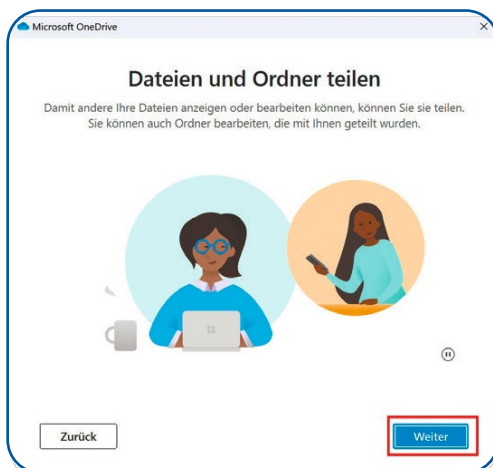 Microsoft OneDrive
Dateien und Ordner teilen
Damit andere Ihre Dateien anzeigen oder bearbeiten können, können Sie sie teilen.
Sie können auch Ordner bearbeiten, die mit Ihnen geteilt wurden.
Zurück
Weiter